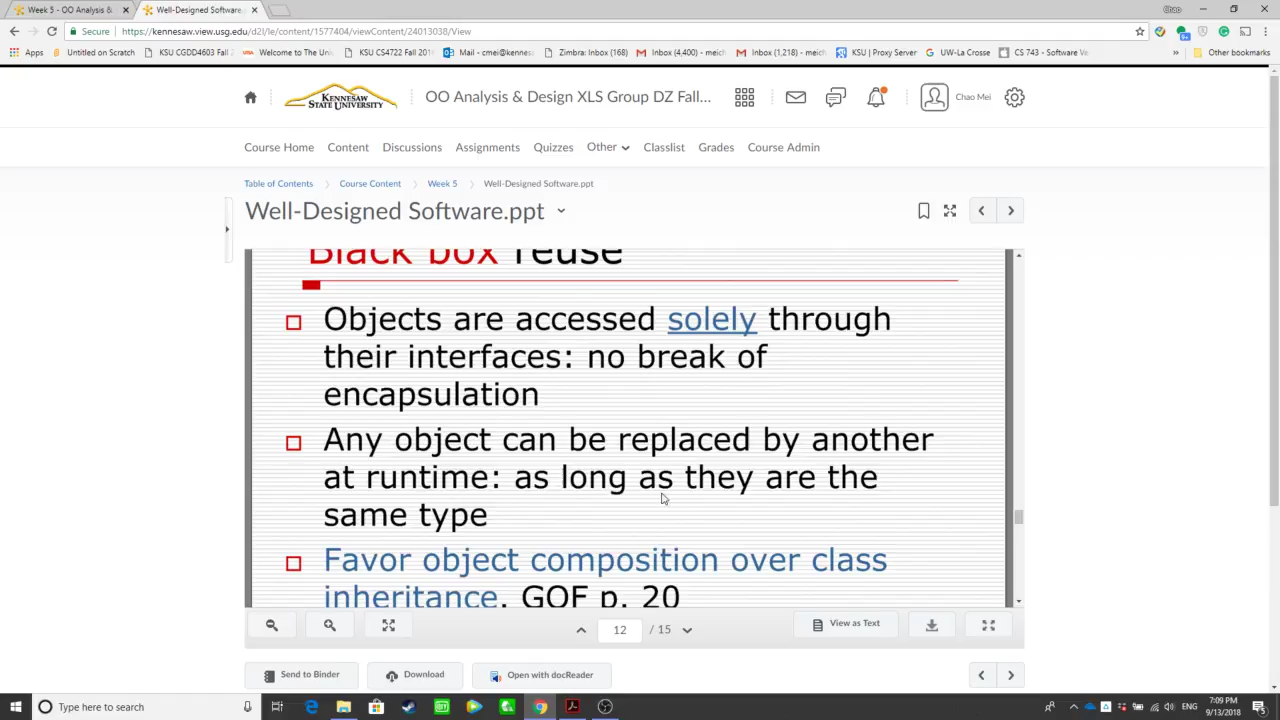 Week 5 - OO Analysis &
Well-Designed Software.
Chao
Secure
https://kennesaw.view.usg.edu/d2l/le/content/1577404/viewContent/24013038/View
Apps
Untitled on Scratch
KSU CGDD4603 Fall
USA
Welcome to The Uni
KSU CS4722 Fall 201
Mail - cmei@kennes
Zimbra: Inbox (168)
Inbox (4,400) - meich
Inbox (1,218) - meich
KSU | Proxy Server
UW-La Crosse
CS 743 - Software Ve
»
Other bookmarks
KENNESAW
STATE UNIVERSITY
OO Analysis & Design XLS Group DZ Fall...
Chao Mei
Course Home
Content
Discussions
Assignments
Quizzes
Other
Classlist
Grades
Course Admin
Table of Contents
Course Content
Week 5
Well-Designed Software.ppt
Well-Designed Software.ppt
Black box reuse
Objects are accessed solely through
their interfaces: no break of
encapsulation
Any object can be replaced by another
at runtime: as long as they are the
same type
Favor object composition over class
inheritance. GOF p. 20
12 / 15
View as Text
Send to Binder
Download
Open with docReader
Type here to search
ENG
7:09 PM
9/13/2018